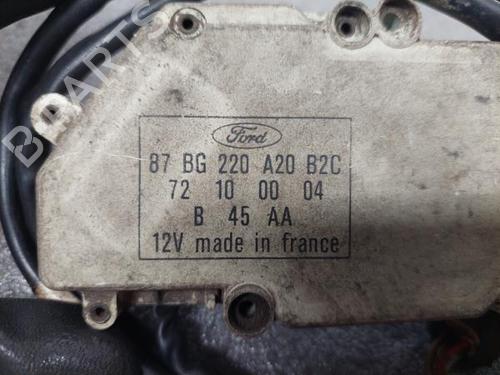 B PARTS
Ford
87 BG 220 A20 B2C
72 10 00 04
B 45 AA
12V made in france